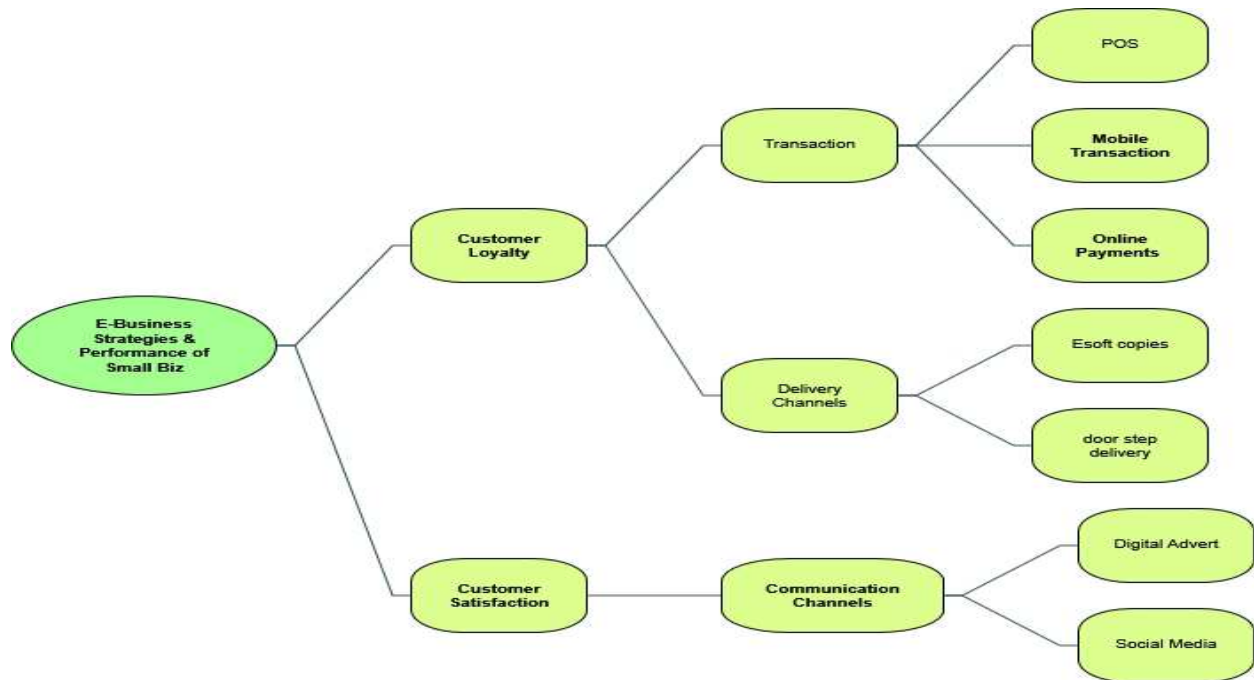 POS
Transaction
Mobile
Transaction
Customer
Loyalty
Online
Payments
E-Business
Strategies &
Performance of
Small Biz
Esoft copies
Delivery
Channels
door step
delivery
Digital Advert
Customer
Satisfaction
Communication
Channels
Social Media